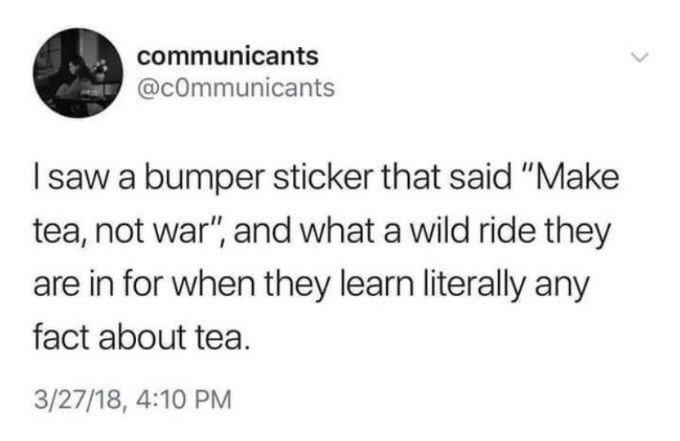 communicants
@c0mmunicants
I saw a bumper sticker that said "Make
tea, not war", and what a wild ride they
are in for when they learn literally any
fact about tea.
3/27/18, 4:10 PM